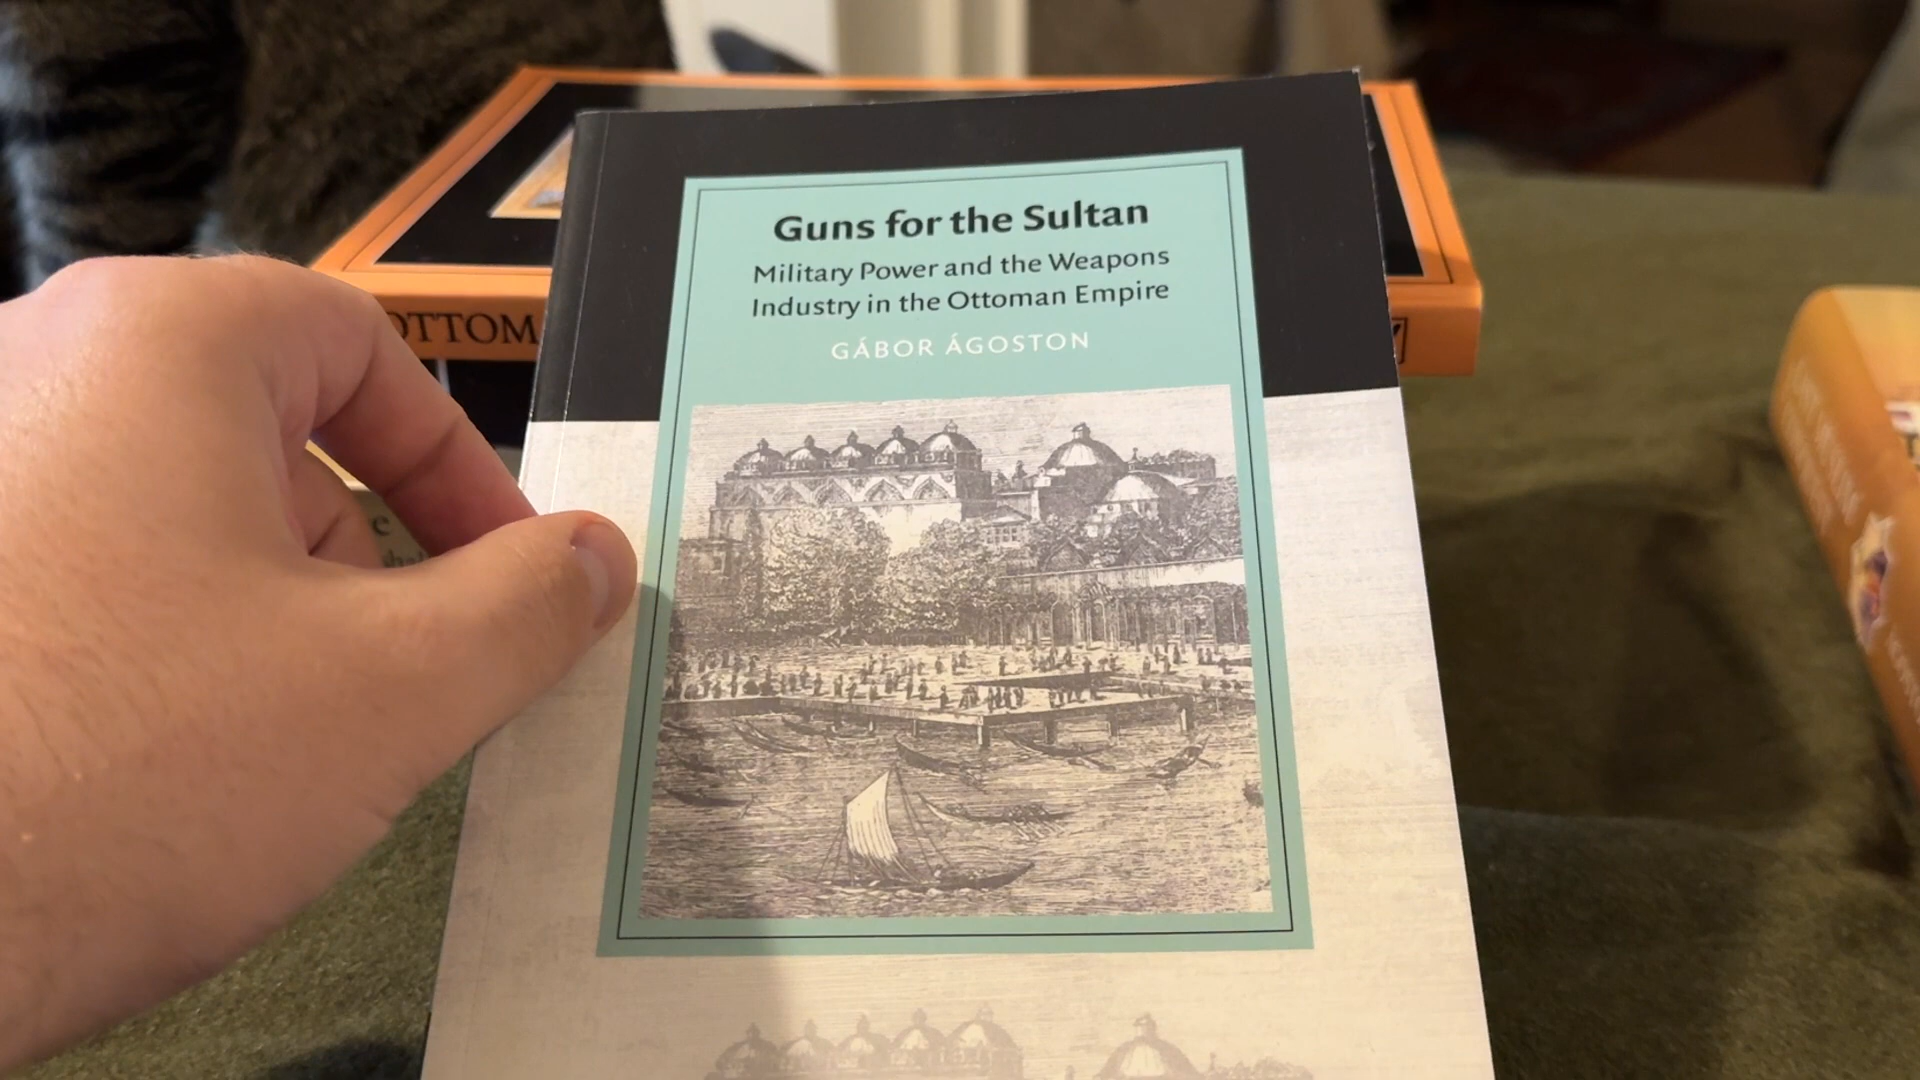 Guns for the Sultan
Military Power and the Weapons
Industry in the Ottoman Empire
GÁBOR ÁGOSTON
OTTOM